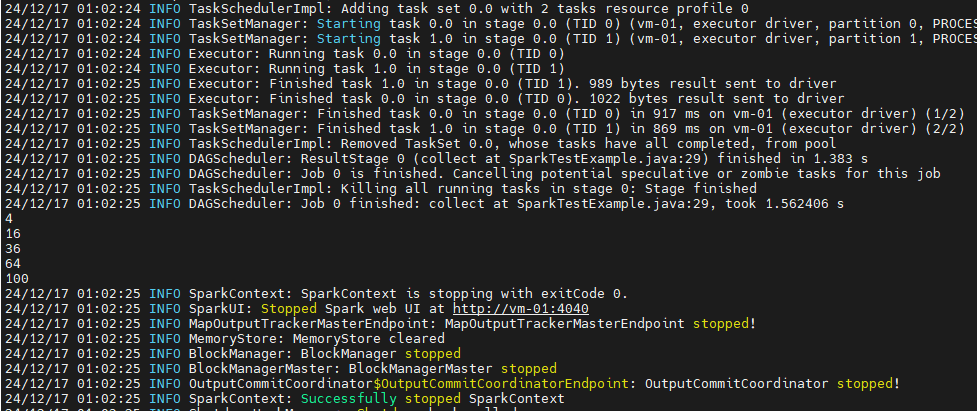 24/12/17 01:02:24 INFO TaskSchedulerImpl: Adding task set 0.0 with 2 tasks resource profile 0
24/12/17 01:02:24 INFO TaskSetManager: Starting task 0.0 in stage 0.0 (TID 0) (vm-01, executor driver, partition 0, PROCES
24/12/17 01:02:24 INFO TaskSetManager: Starting task 1.0 in stage 0.0 (TID 1) (vm-01, executor driver, partition 1, PROCES
24/12/17 01:02:24 INFO Executor: Running task 0.0 in stage 0.0 (TID 0)
24/12/17 01:02:24 INFO Executor: Running task 1.0 in stage 0.0 (TID 1)
24/12/17 01:02:25 INFO Executor: Finished task 1.0 in stage 0.0 (TID 1). 989 bytes result sent to driver
24/12/17 01:02:25 INFO Executor: Finished task 0.0 in stage 0.0 (TID 0). 1022 bytes result sent to driver
24/12/17 01:02:25 INFO TaskSetManager: Finished task 0.0 in stage 0.0 (TID 0) in 917 ms on vm-01 (executor driver) (1/2)
24/12/17 01:02:25 INFO TaskSetManager: Finished task 1.0 in stage 0.0 (TID 1) in 869 ms on vm-01 (executor driver) (2/2)
24/12/17 01:02:25 INFO TaskSchedulerImpl: Removed TaskSet 0.0, whose tasks have all completed, from pool
24/12/17 01:02:25 INFO DAGScheduler: ResultStage 0 (collect at SparkTestExample.java:29) finished in 1.383 s
24/12/17 01:02:25 INFO DAGScheduler: Job 0 is finished. Cancelling potential speculative or zombie tasks for this job
24/12/17 01:02:25 INFO TaskSchedulerImpl: Killing all running tasks in stage 0: Stage finished
24/12/17 01:02:25 INFO DAGScheduler: Job 0 finished: collect at SparkTestExample.java:29, took 1.562406 s
4
16
36
64
100
24/12/17 01:02:25 INFO SparkContext: SparkContext is stopping with exitCode 0.
24/12/17 01:02:25 INFO SparkUI: Stopped Spark web UI at http://vm-01:4040
24/12/17 01:02:25 INFO MapOutputTrackerMasterEndpoint: MapOutputTrackerMasterEndpoint stopped!
24/12/17 01:02:25 INFO MemoryStore: MemoryStore cleared
24/12/17 01:02:25 INFO BlockManager: BlockManager stopped
24/12/17 01:02:25 INFO BlockManagerMaster: BlockManagerMaster stopped
24/12/17 01:02:25 INFO OutputCommitCoordinator$OutputCommitCoordinatorEndpoint: OutputCommitCoordinator stopped!
24/12/17 01:02:25 INFO SparkContext: Successfully stopped SparkContext